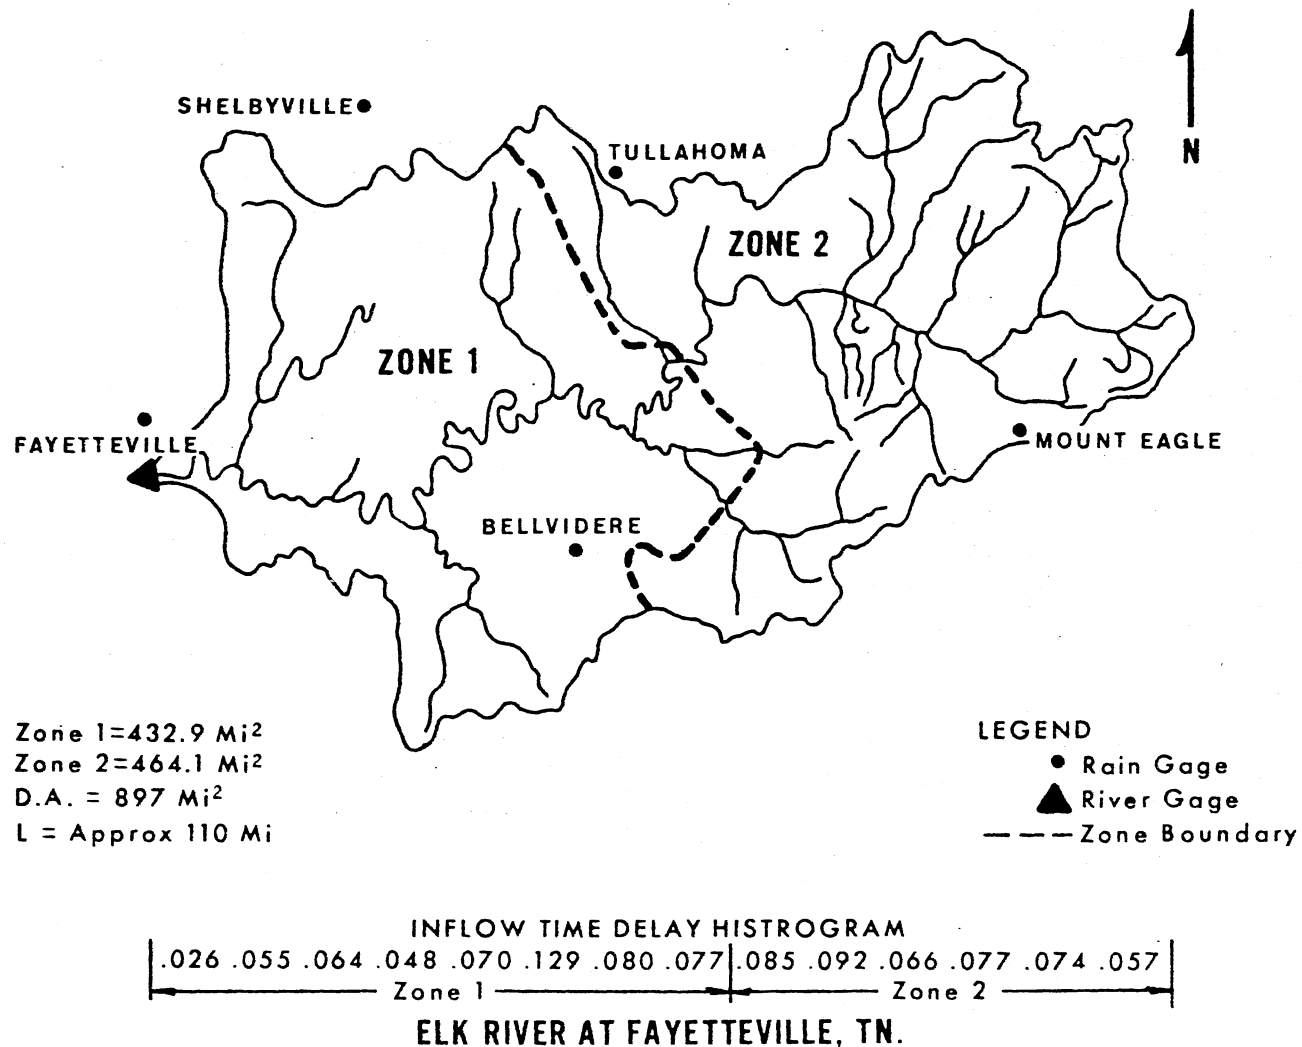 SHELBYVILLE
TULLAHOMA
N
ZONE 2
ZONE 1
FAYETTEVILLE
MOUNT EAGLE
BELLVIDERE
Zone 1=432.9 Mi²
Zone 2=464.1 Mi²
D.A. = 897 Mi²
L = Approx 110 Mi
LEGEND
Rain Gage
River Gage
Zone Boundary
INFLOW TIME DELAY HISTROGRAM
.026 .055 .064 .048 .070 .129 .080 .077 .085 .092 .066 .077 .074 .057
Zone 1 Zone 2
ELK RIVER AT FAYETTEVILLE, TN.